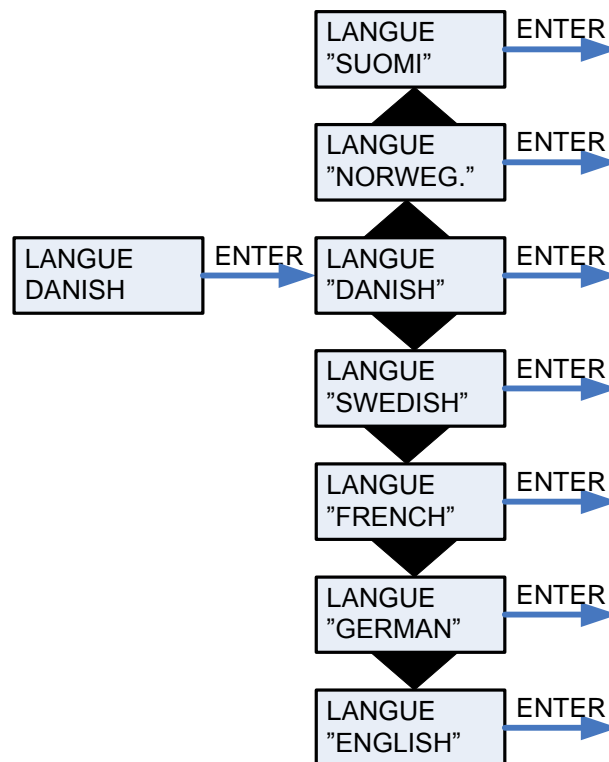 LANGUE
”SUOMI”
ENTER
LANGUE
”NORWEG.”
ENTER
LANGUE
DANISH
ENTER
LANGUE
”DANISH”
ENTER
LANGUE
”SWEDISH”
ENTER
LANGUE
”FRENCH”
ENTER
LANGUE
”GERMAN”
ENTER
LANGUE
”ENGLISH”
ENTER